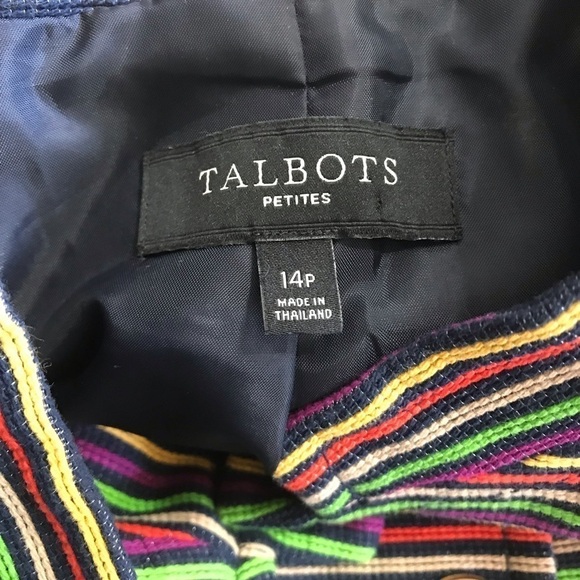 TALBOTS
PETITES
14P
MADE IN
THAILAND